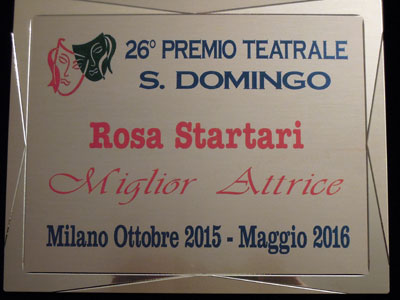 26° PREMIO TEATRALE
S. DOMINGO
Rosa Startari
Miglior Attrice
Milano Ottobre 2015 - Maggio 2016